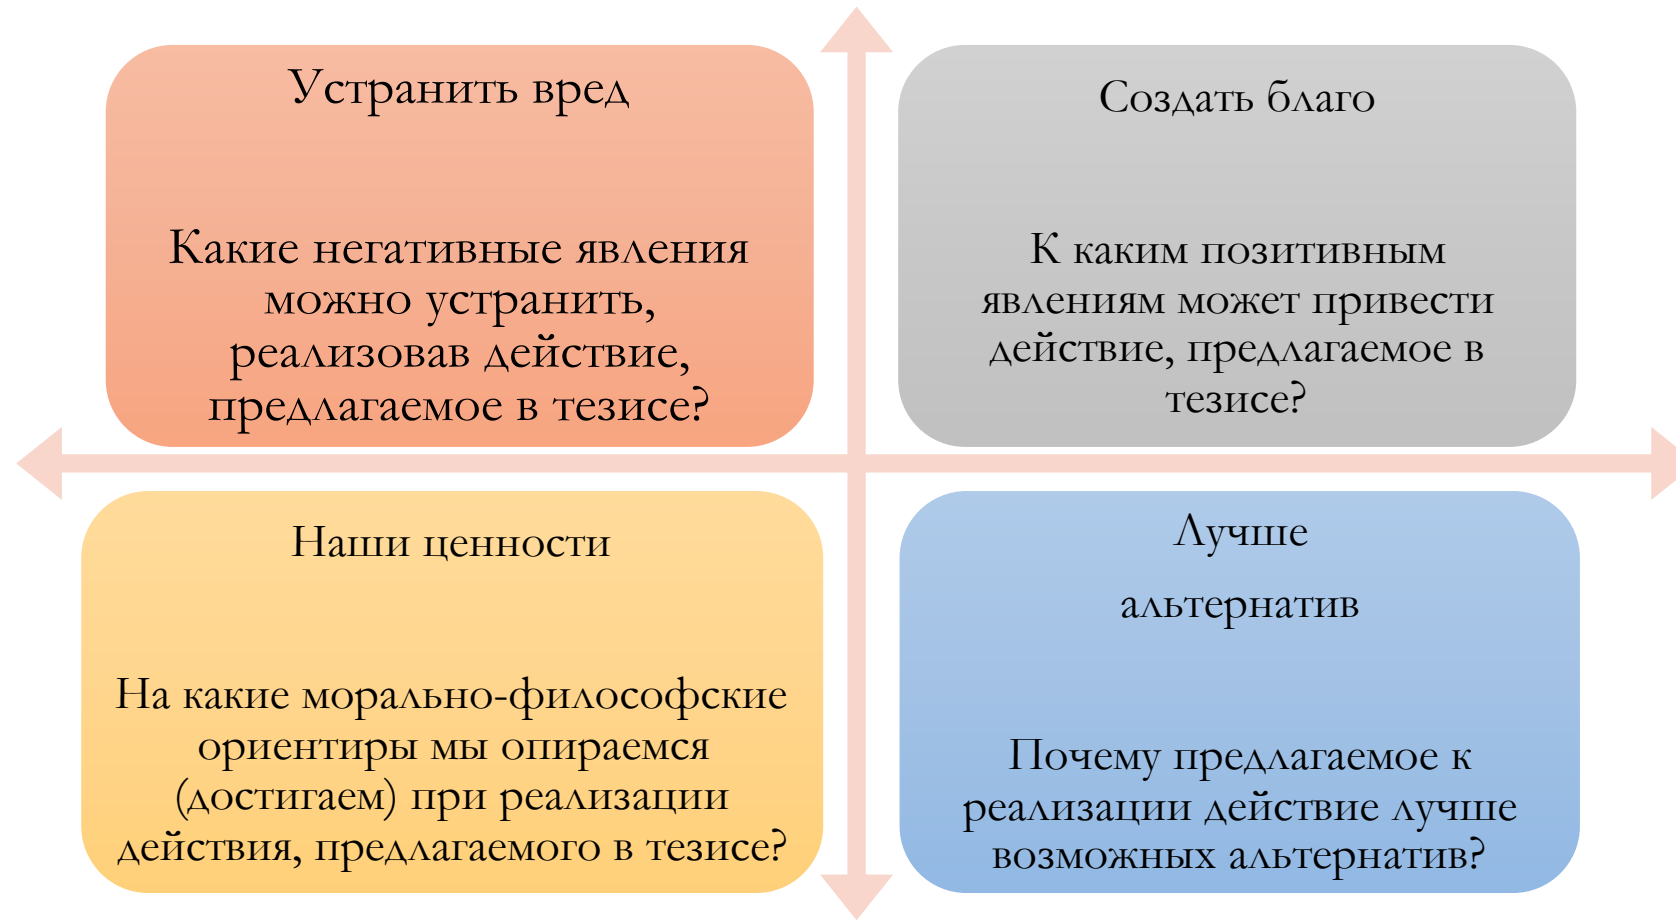 Устранить вред
Какие негативные явления
можно устранить,
реализовав действие,
предлагаемое в тезисе?
Создать благо
К каким позитивным
явлениям может привести
действие, предлагаемое в
тезисе?
Наши ценности
На какие морально-философские
ориентиры мы опираемся
(достигаем) при реализации
действия, предлагаемого в тезисе?
Лучше
альтернатив
Почему предлагаемое к
реализации действие лучше
возможных альтернатив?